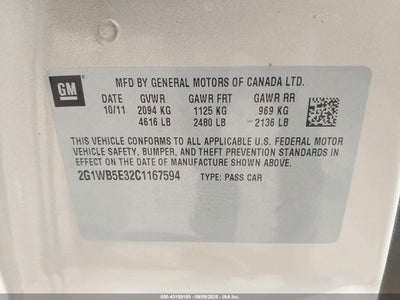 GM
MFD BY GENERAL MOTORS OF CANADA LTD.
DATE GVWR GAWR FRT GAWR RR
10/11 2094 KG 1125 KG 969 KG
4616 LB 2480 LB 2136 LB
THIS VEHICLE CONFORMS TO ALL APPLICABLE U.S. FEDERAL MOTOR
VEHICLE SAFETY, BUMPER, AND THEFT PREVENTION STANDARDS IN
EFFECT ON THE DATE OF MANUFACTURE SHOWN ABOVE.
2G1WB5E32C1167594 TYPE: PASS CAR